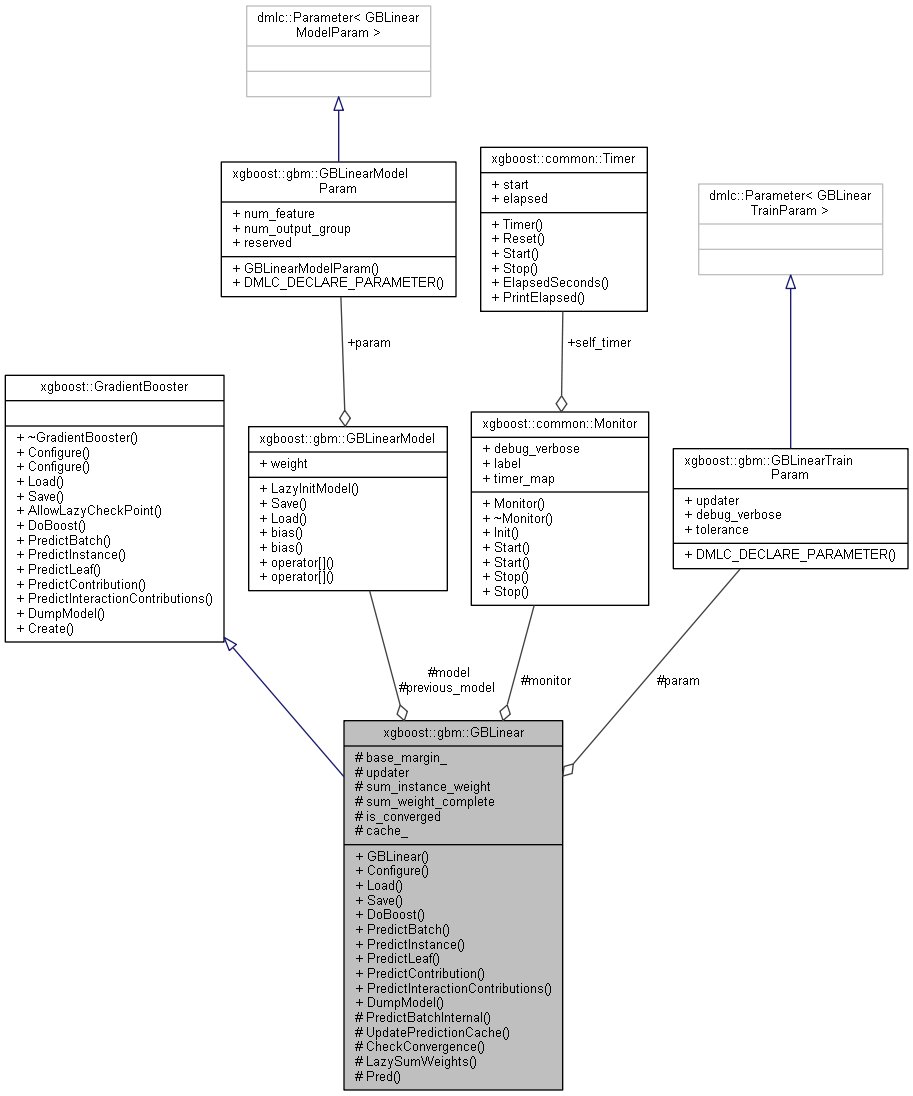 dmlc::Parameter< GBLinear
ModelParam >
xgboost::gbm::GBLinearModel
Param
+ num_feature
+ num_output_group
+ reserved
+ GBLinearModelParam()
+ DMLC_DECLARE_PARAMETER()
xgboost::common::Timer
+ start
+ elapsed
+ Timer()
+ Reset()
+ Start()
+ Stop()
+ ElapsedSeconds()
+ PrintElapsed()
dmlc::Parameter< GBLinear
TrainParam >
+param
+self_timer
xgboost::GradientBooster
+ ~GradientBooster()
+ Configure()
+ Configure()
+ Load()
+ Save()
+ AllowLazyCheckPoint()
+ DoBoost()
+ PredictBatch()
+ PredictInstance()
+ PredictLeaf()
+ PredictContribution()
+ PredictInteractionContributions()
+ DumpModel()
+ Create()
xgboost::gbm::GBLinearModel
+ weight
+ LazyInitModel()
+ Save()
+ Load()
+ bias()
+ bias()
+ operator[]()
+ operator[]()
xgboost::common::Monitor
+ debug_verbose
+ label
+ timer_map
+ Monitor()
+ ~Monitor()
+ Init()
+ Start()
+ Start()
+ Stop()
+ Stop()
xgboost::gbm::GBLinearTrain
Param
+ updater
+ debug_verbose
+ tolerance
+ DMLC_DECLARE_PARAMETER()
#model
#previous_model
#monitor
#param
xgboost::gbm::GBLinear
# base_margin_
# updater
# sum_instance_weight
# sum_weight_complete
# is_converged
# cache_
+ GBLinear()
+ Configure()
+ Load()
+ Save()
+ DoBoost()
+ PredictBatch()
+ PredictInstance()
+ PredictLeaf()
+ PredictContribution()
+ PredictInteractionContributions()
+ DumpModel()
# PredictBatchInternal()
# UpdatePredictionCache()
# CheckConvergence()
# LazySumWeights()
# Pred()